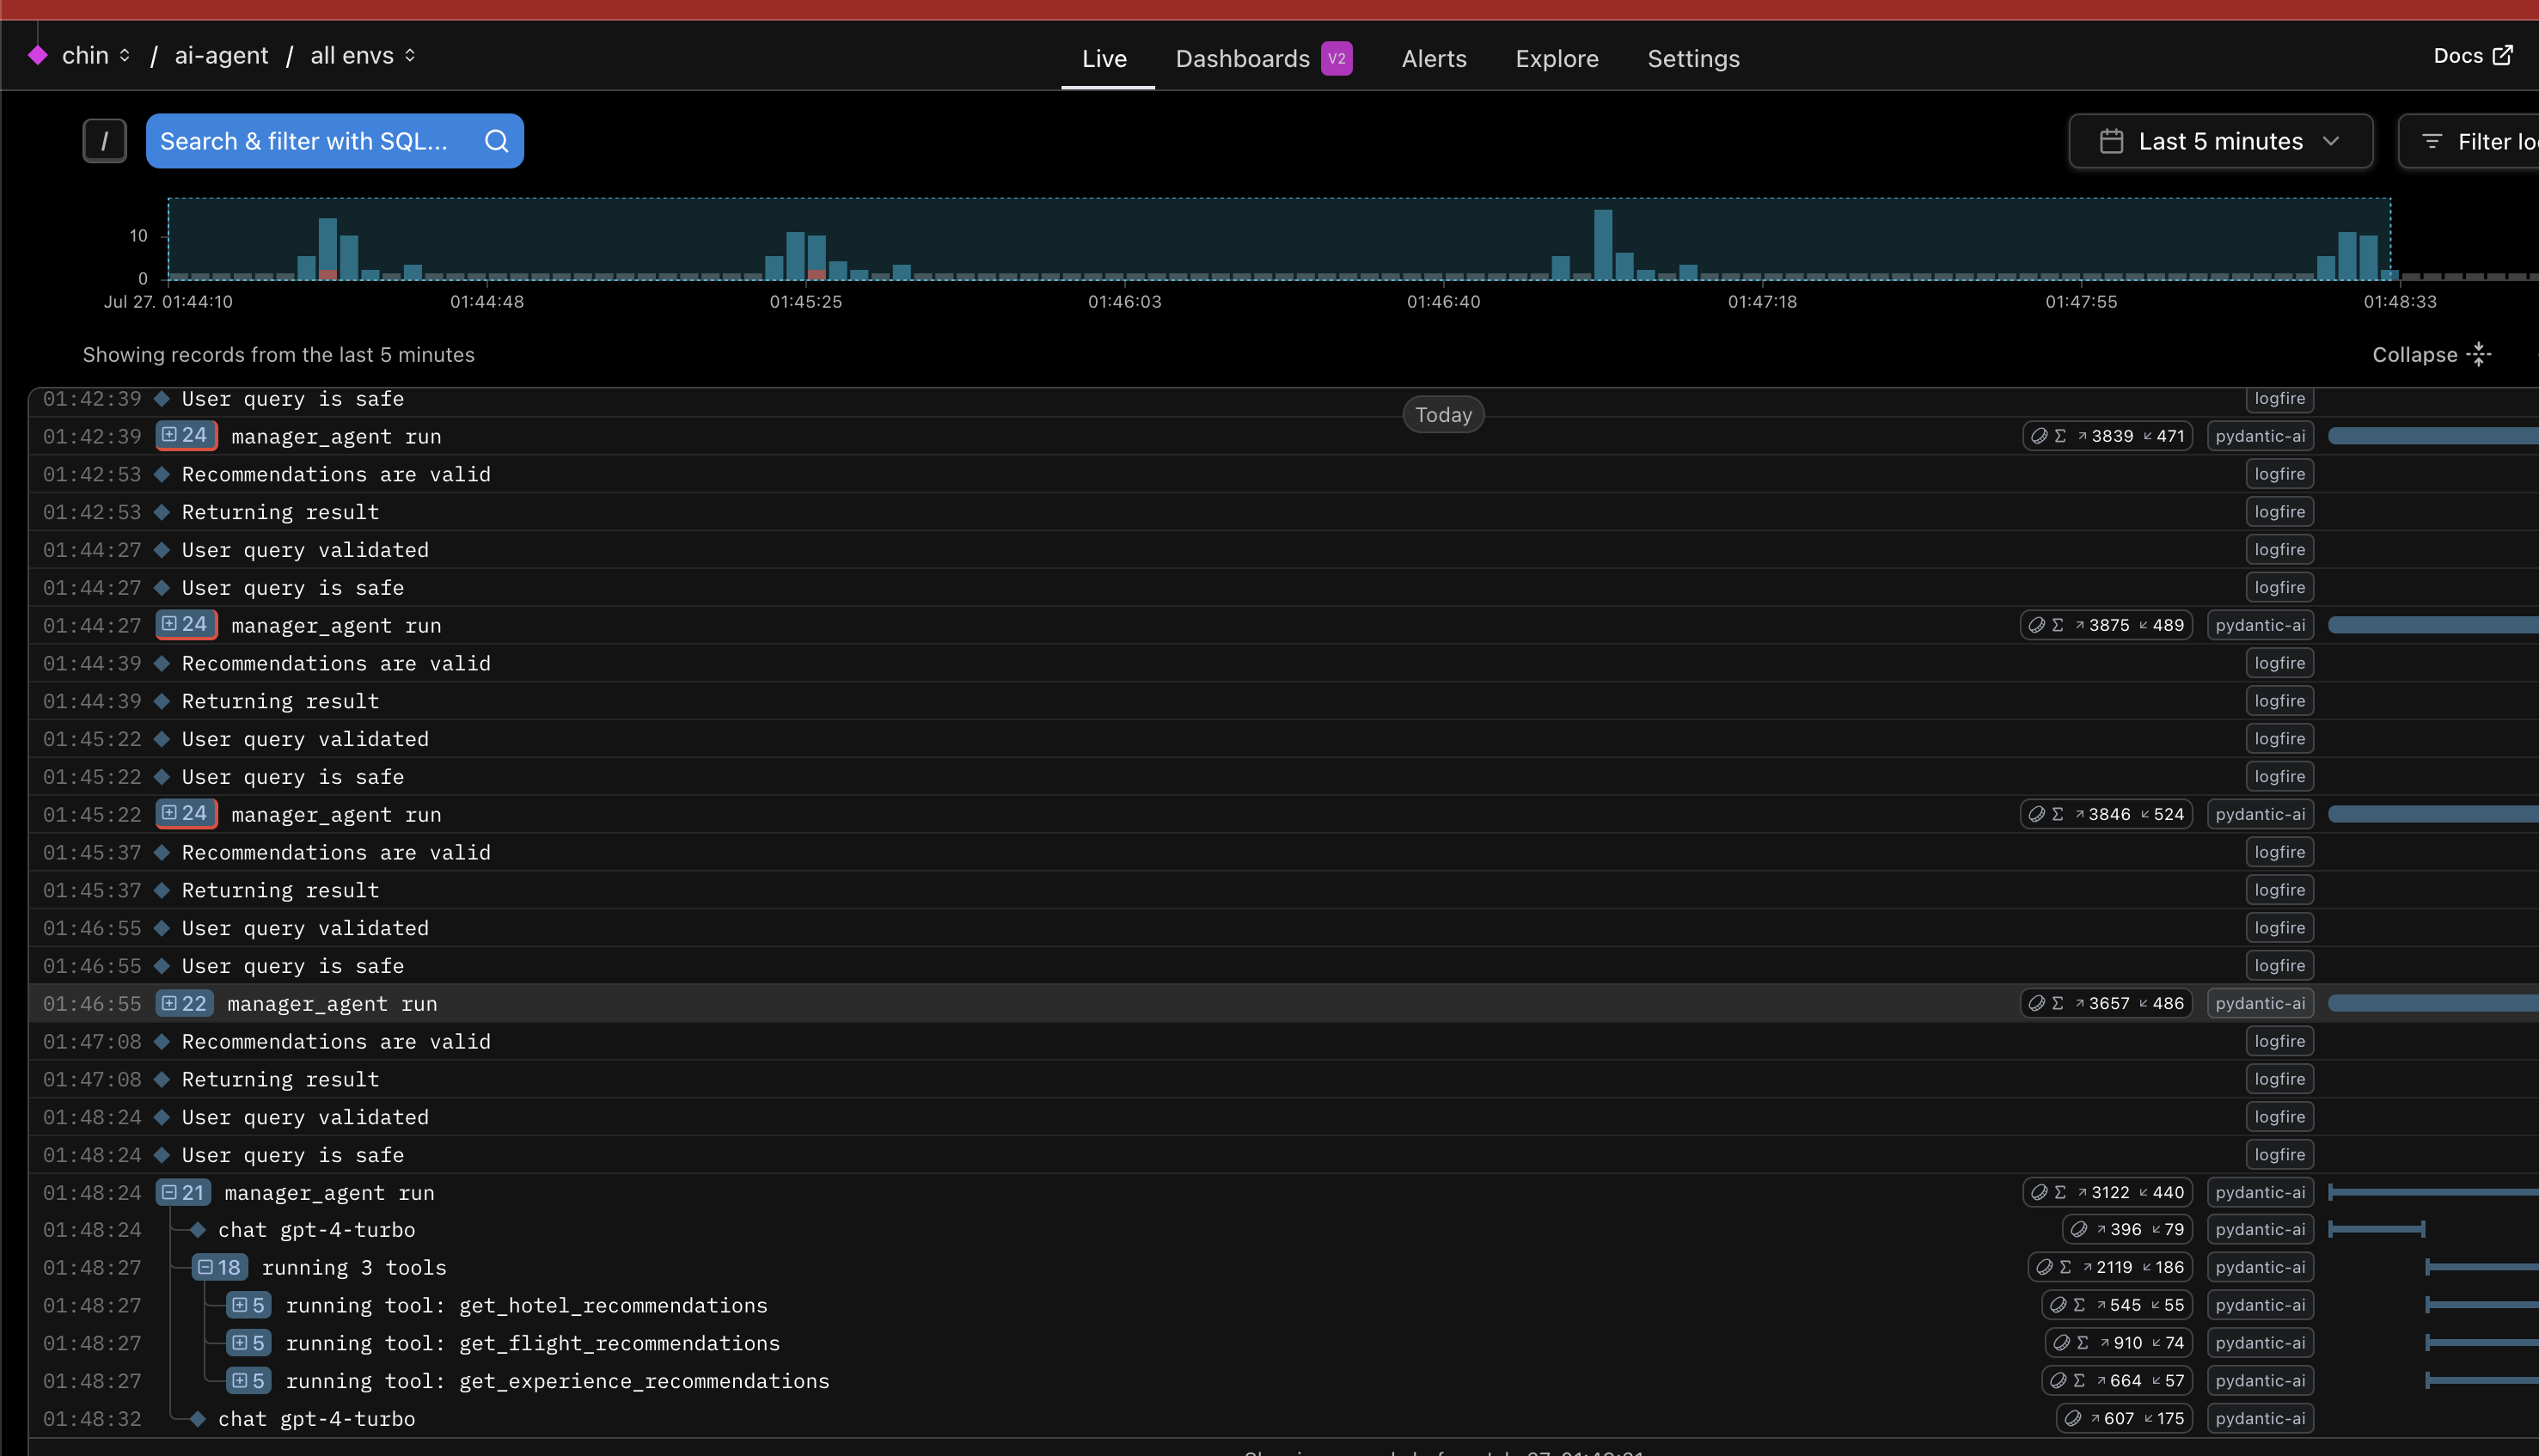 chin / ai-agent / all envs
Live Dashboards V2 Alerts Explore Settings
Docs
/ Search & filter with SQL...
Last 5 minutes
Filter
10
0
Jul 27, 01:44:10 01:44:48 01:45:25 01:46:03 01:46:40 01:47:18 01:47:55 01:48:33
Showing records from the last 5 minutes
Collapse
Today
01:42:39 User query is safe logfire
01:42:39 24 manager_agent run Σ 3839 471 pydantic-ai
01:42:53 Recommendations are valid logfire
01:42:53 Returning result logfire
01:44:27 User query validated logfire
01:44:27 User query is safe logfire
01:44:27 24 manager_agent run Σ 3875 489 pydantic-ai
01:44:39 Recommendations are valid logfire
01:44:39 Returning result logfire
01:45:22 User query validated logfire
01:45:22 User query is safe logfire
01:45:22 24 manager_agent run Σ 3846 524 pydantic-ai
01:45:37 Recommendations are valid logfire
01:45:37 Returning result logfire
01:46:55 User query validated logfire
01:46:55 User query is safe logfire
01:46:55 22 manager_agent run Σ 3657 486 pydantic-ai
01:47:08 Recommendations are valid logfire
01:47:08 Returning result logfire
01:48:24 User query validated logfire
01:48:24 User query is safe logfire
01:48:24 21 manager_agent run Σ 3122 440 pydantic-ai
01:48:24 chat gpt-4-turbo 396 79 pydantic-ai
01:48:27 18 running 3 tools Σ 2119 186 pydantic-ai
01:48:27 5 running tool: get_hotel_recommendations Σ 545 55 pydantic-ai
01:48:27 5 running tool: get_flight_recommendations Σ 910 74 pydantic-ai
01:48:27 5 running tool: get_experience_recommendations Σ 664 57 pydantic-ai
01:48:32 chat gpt-4-turbo 607 175 pydantic-ai